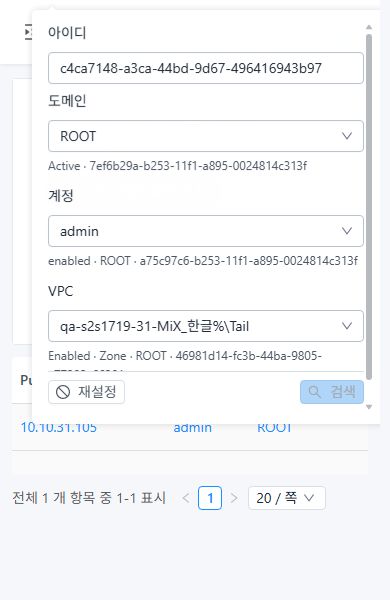 아이디
c4ca7148-a3ca-44bd-9d67-496416943b97
도메인
ROOT
Active · 7ef6b29a-b253-11f1-a895-0024814c313f
계정
admin
enabled · ROOT · a75c97c6-b253-11f1-a895-0024814c313f
VPC
qa-s2s1719-31-MiX_한글%\Tail
Enabled · Zone · ROOT · 46981d14-fc3b-44ba-9805-
재설정 검색
Pu
10.10.31.105 admin ROOT
전체 1 개 항목 중 1-1 표시 < 1 > 20 / 쪽